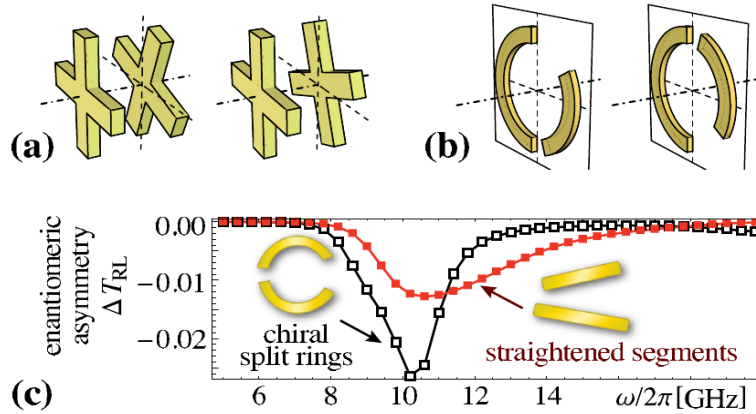 (a)
(b)
(c)
enantiomeric
asymmetry
Δ T_RL
0.00
−0.01
−0.02
chiral
split rings
straightened segments
6 8 10 12 14 ω/2π[GHz]